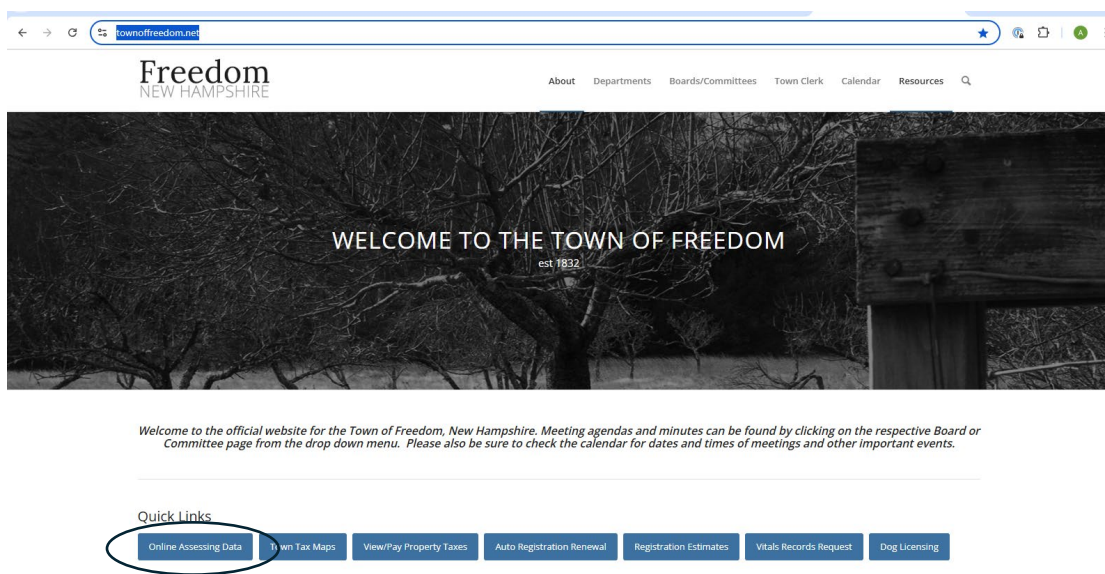 townoffreedom.net
A
Freedom
NEW HAMPSHIRE
About Departments Boards/Committees Town Clerk Calendar Resources
WELCOME TO THE TOWN OF FREEDOM
est 1832
Welcome to the official website for the Town of Freedom, New Hampshire. Meeting agendas and minutes can be found by clicking on the respective Board or
Committee page from the drop down menu. Please also be sure to check the calendar for dates and times of meetings and other important events.
Quick Links
Online Assessing Data Town Tax Maps View/Pay Property Taxes Auto Registration Renewal Registration Estimates Vitals Records Request Dog Licensing